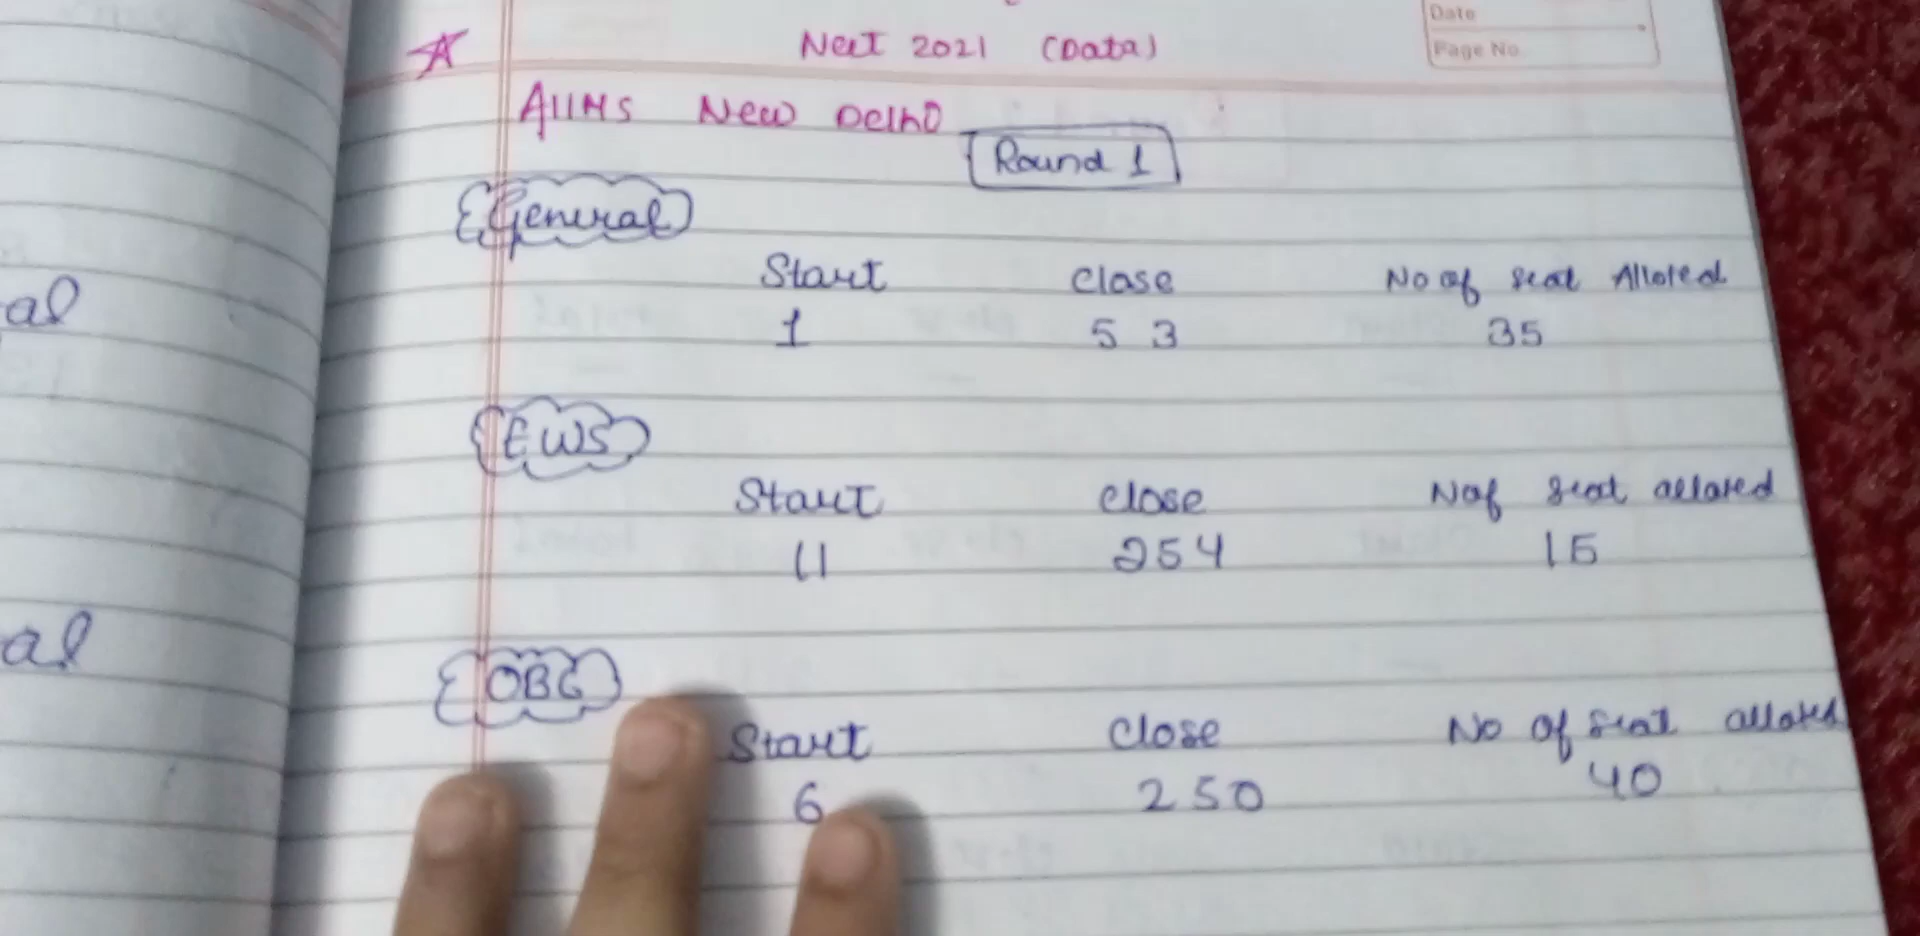 Date
Neet 2021 (Data)
Page No
AIIMS New Delhi
Round 1
General
Start Close No of seat Alloted
1 53 35
al
EWS
Start close Nof seat alloted
11 254 15
al
OBC
Start Close No of seat alloted
6 250 40